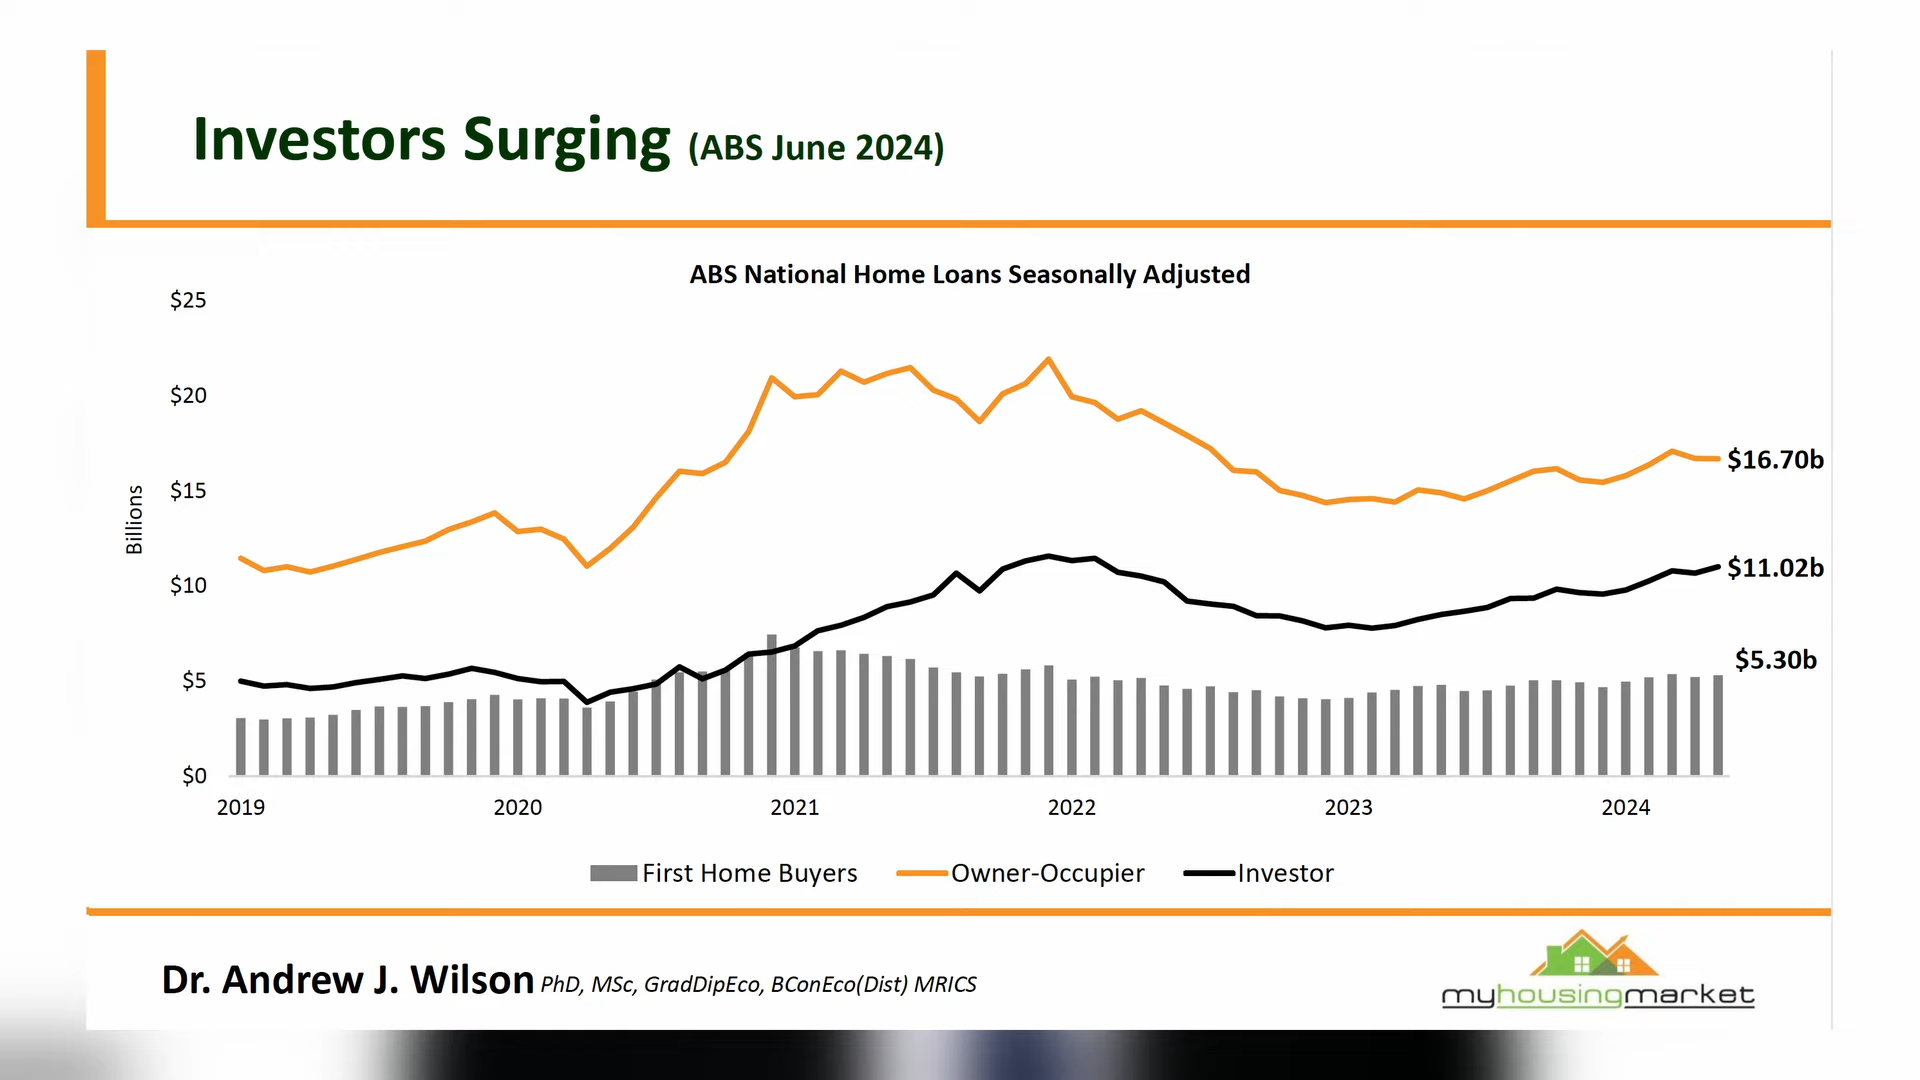 Investors Surging (ABS June 2024)
ABS National Home Loans Seasonally Adjusted
Billions
$25
$20
$15
$10
$5
$0
$16.70b
$11.02b
$5.30b
2019 2020 2021 2022 2023 2024
First Home Buyers Owner-Occupier Investor
Dr. Andrew J. Wilson PhD, MSc, GradDipEco, BConEco(Dist) MRICS
myhousingmarket